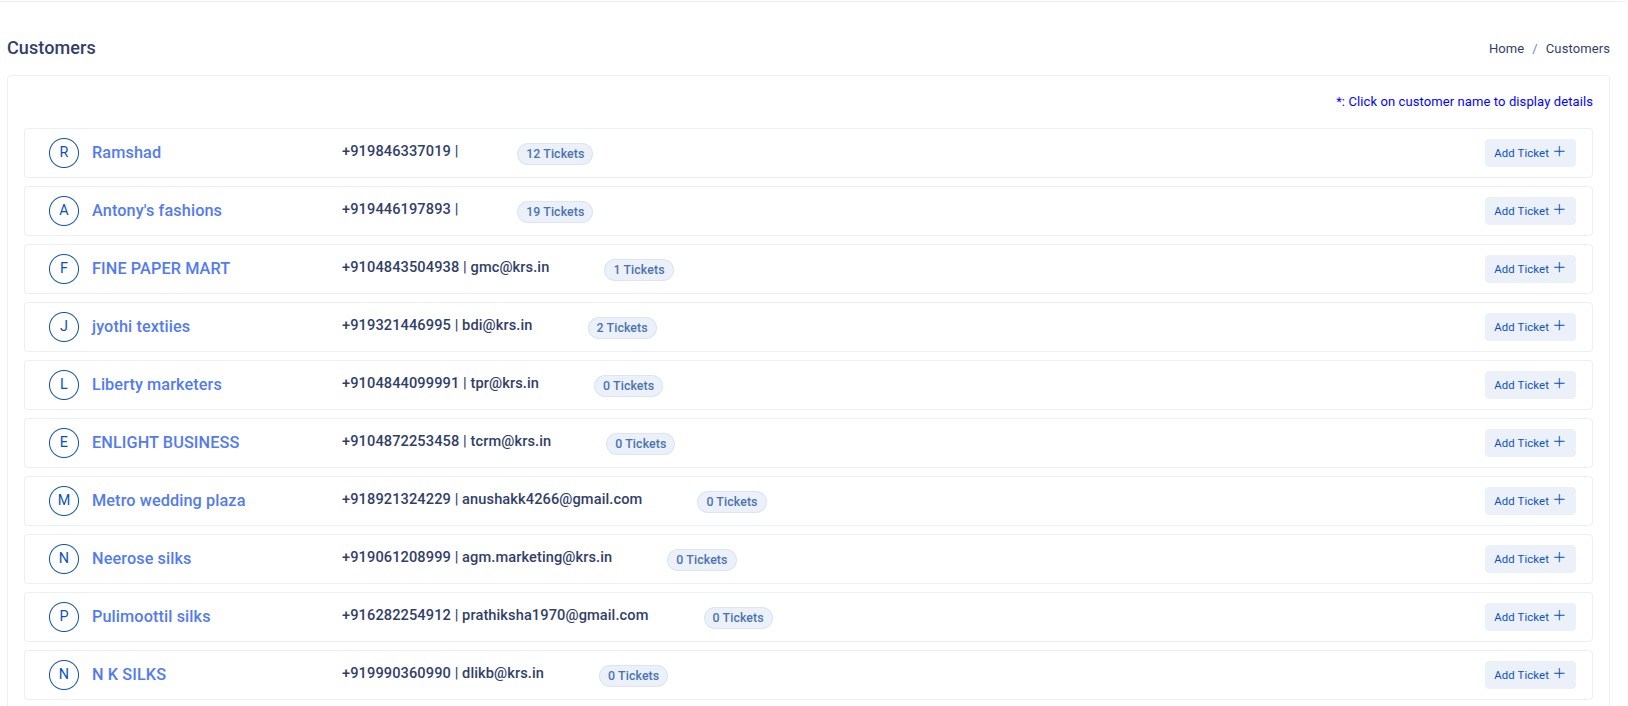 Customers
Home / Customers
*: Click on customer name to display details
R Ramshad +919846337019 | 12 Tickets Add Ticket +
A Antony's fashions +919446197893 | 19 Tickets Add Ticket +
F FINE PAPER MART +9104843504938 | gmc@krs.in 1 Tickets Add Ticket +
J jyothi textiies +919321446995 | bdi@krs.in 2 Tickets Add Ticket +
L Liberty marketers +9104844099991 | tpr@krs.in 0 Tickets Add Ticket +
E ENLIGHT BUSINESS +9104872253458 | tcrm@krs.in 0 Tickets Add Ticket +
M Metro wedding plaza +918921324229 | anushakk4266@gmail.com 0 Tickets Add Ticket +
N Neerose silks +919061208999 | agm.marketing@krs.in 0 Tickets Add Ticket +
P Pulimoottil silks +916282254912 | prathiksha1970@gmail.com 0 Tickets Add Ticket +
N N K SILKS +919990360990 | dlikb@krs.in 0 Tickets Add Ticket +